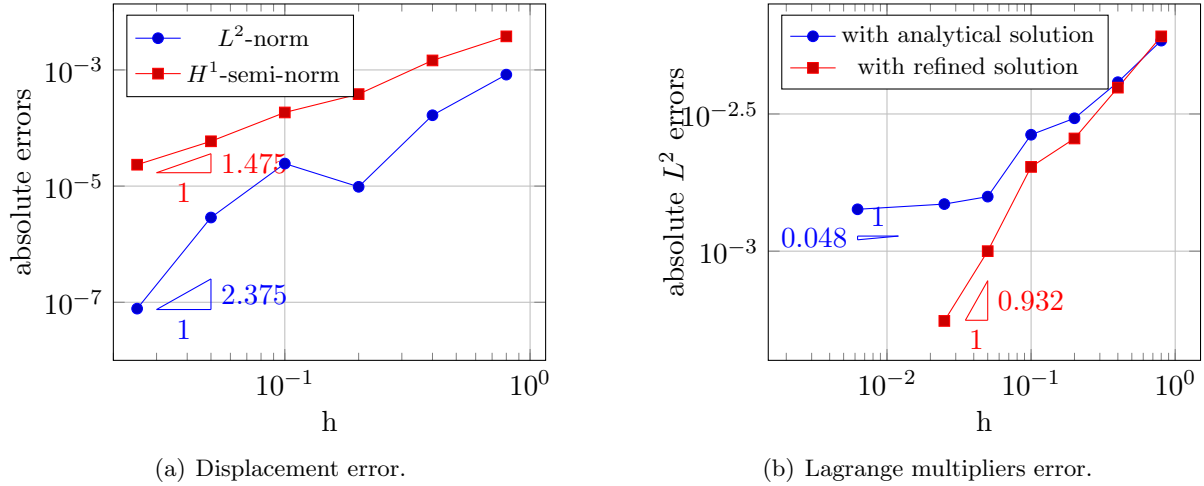 L²-norm
H¹-semi-norm
absolute errors
10⁻³
10⁻⁵
10⁻⁷
1.475
1
2.375
1
10⁻¹
10⁰
h
(a) Displacement error.
with analytical solution
with refined solution
absolute L² errors
10⁻²·⁵
10⁻³
1
0.048
0.932
1
10⁻²
10⁻¹
10⁰
h
(b) Lagrange multipliers error.